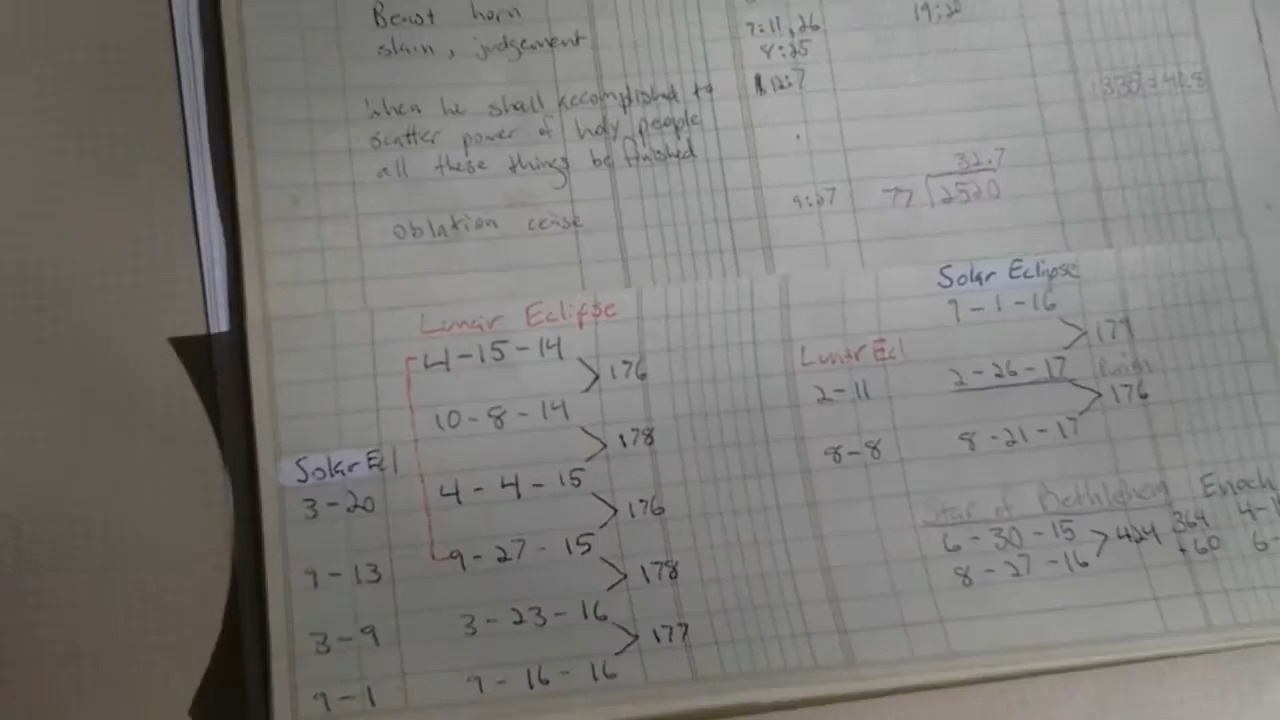 Beast horn
slain, judgement
7:11, 26
19:20
8:25
12:7
When he shall accomplished to
scatter power of holy people
all these things be finished
oblation cease
9:27
32.7
77 2520
Lunar Eclipse
4-15-14
176
10-8-14
178
4-4-15
176
9-27-15
178
3-23-16
177
9-16-16
Solar Ecl
3-20
9-13
3-9
9-1
Solar Eclipse
9-1-16
Lunar Ecl
2-11
2-26-17
176
8-8
8-21-17
Star of Bethlehem
6-30-15
424
8-27-16
Enoch
364
+60